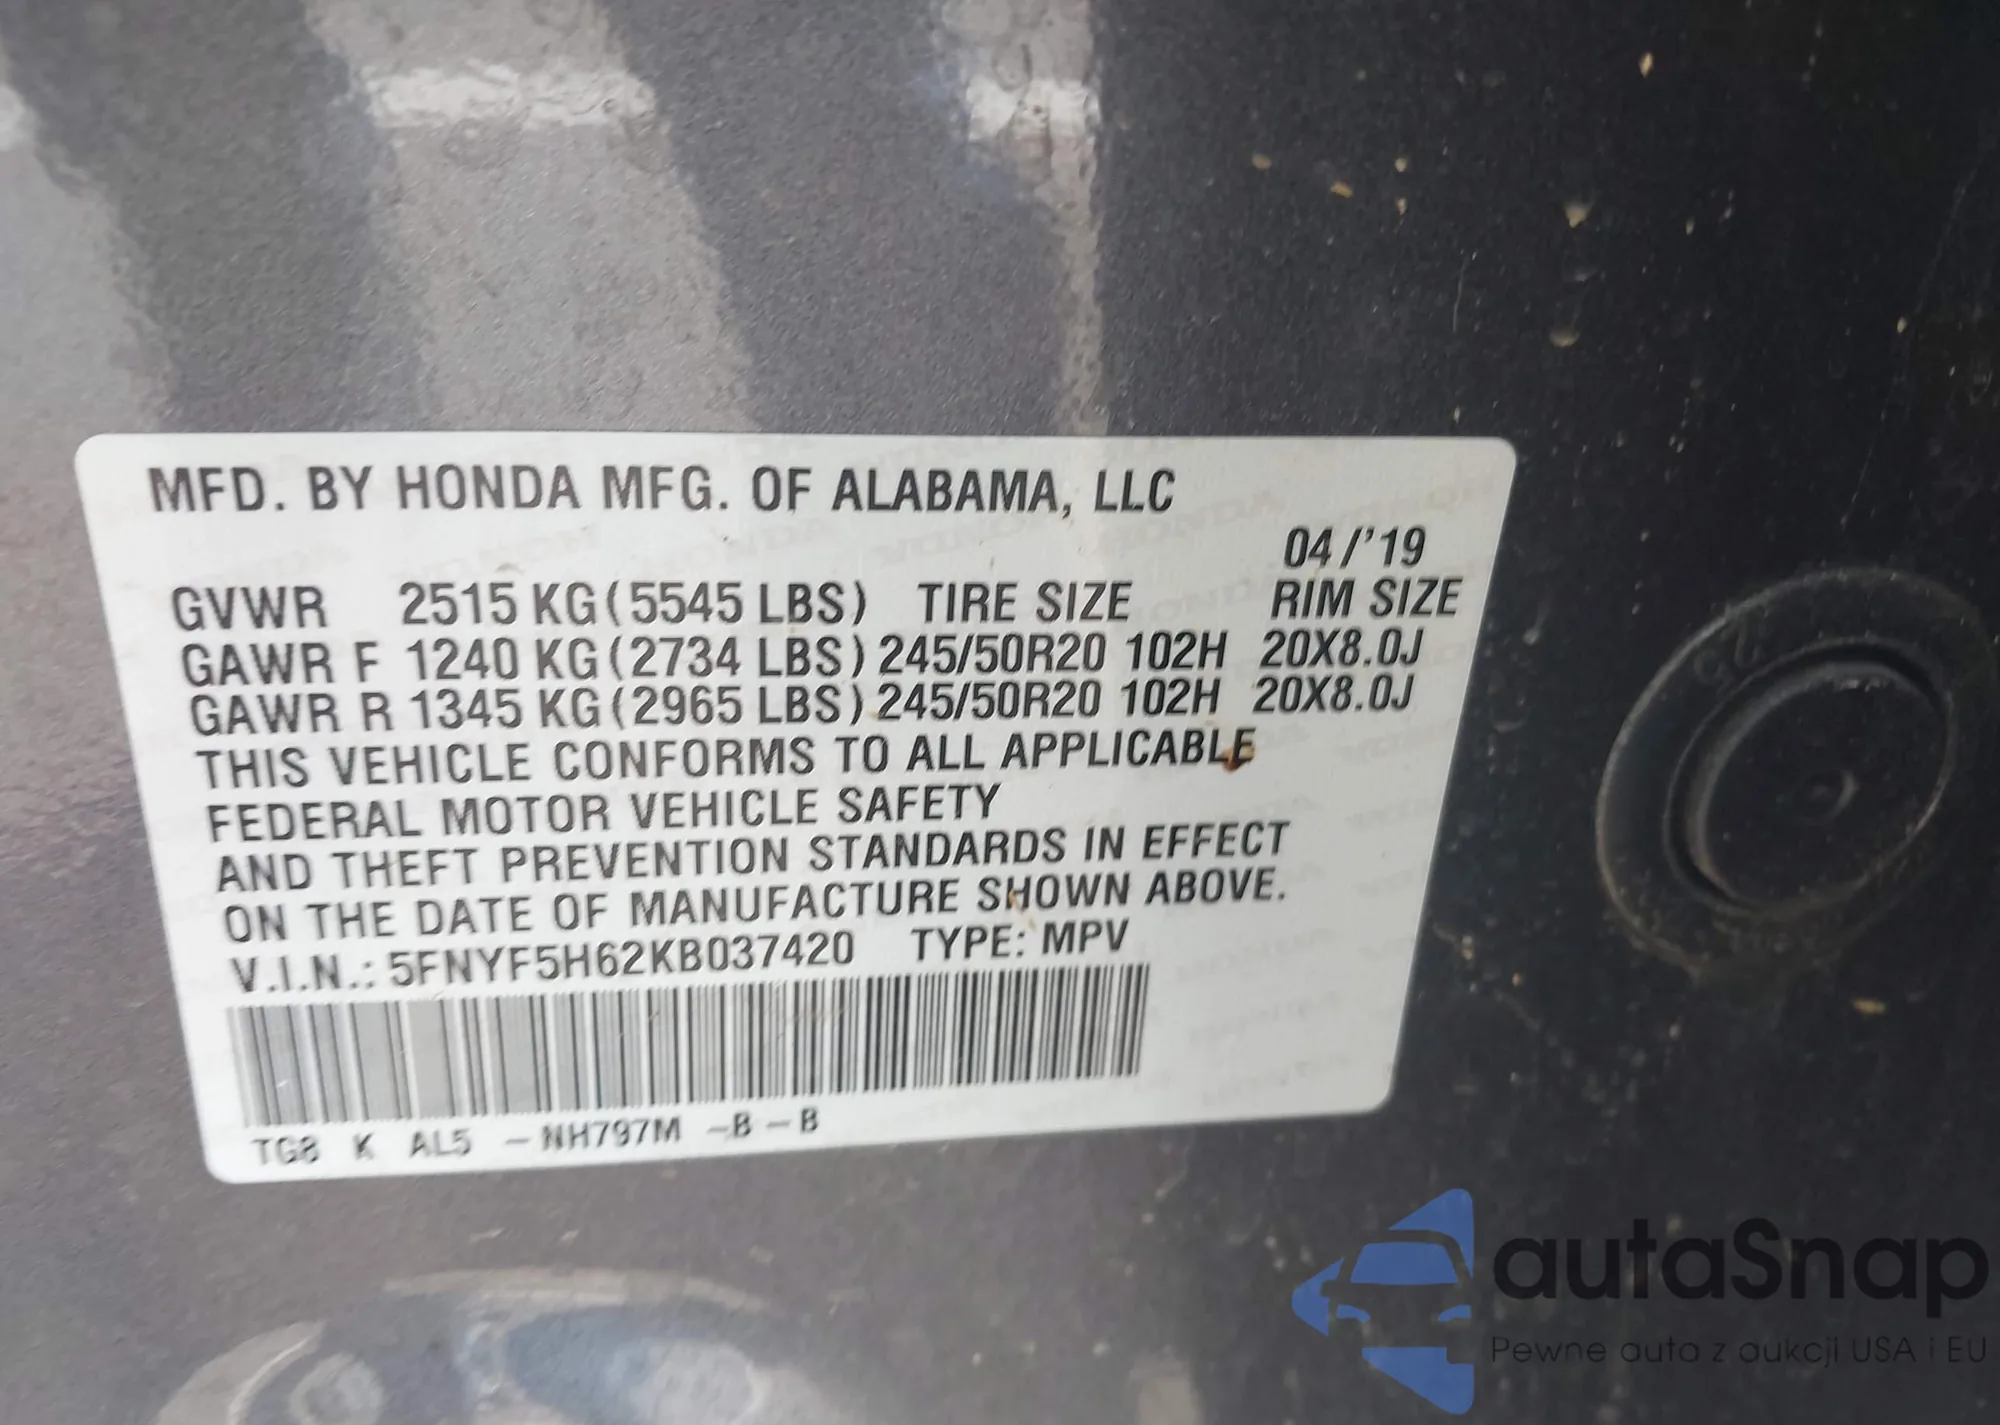 MFD. BY HONDA MFG. OF ALABAMA, LLC
04/'19
GVWR 2515 KG (5545 LBS) TIRE SIZE RIM SIZE
GAWR F 1240 KG (2734 LBS) 245/50R20 102H 20X8.0J
GAWR R 1345 KG (2965 LBS) 245/50R20 102H 20X8.0J
THIS VEHICLE CONFORMS TO ALL APPLICABLE
FEDERAL MOTOR VEHICLE SAFETY
AND THEFT PREVENTION STANDARDS IN EFFECT
ON THE DATE OF MANUFACTURE SHOWN ABOVE.
V.I.N.: 5FNYF5H62KB037420 TYPE: MPV
TG8 K AL5 -NH797M -B-B
autaSnap
Pewne auta z aukcji USA i EU